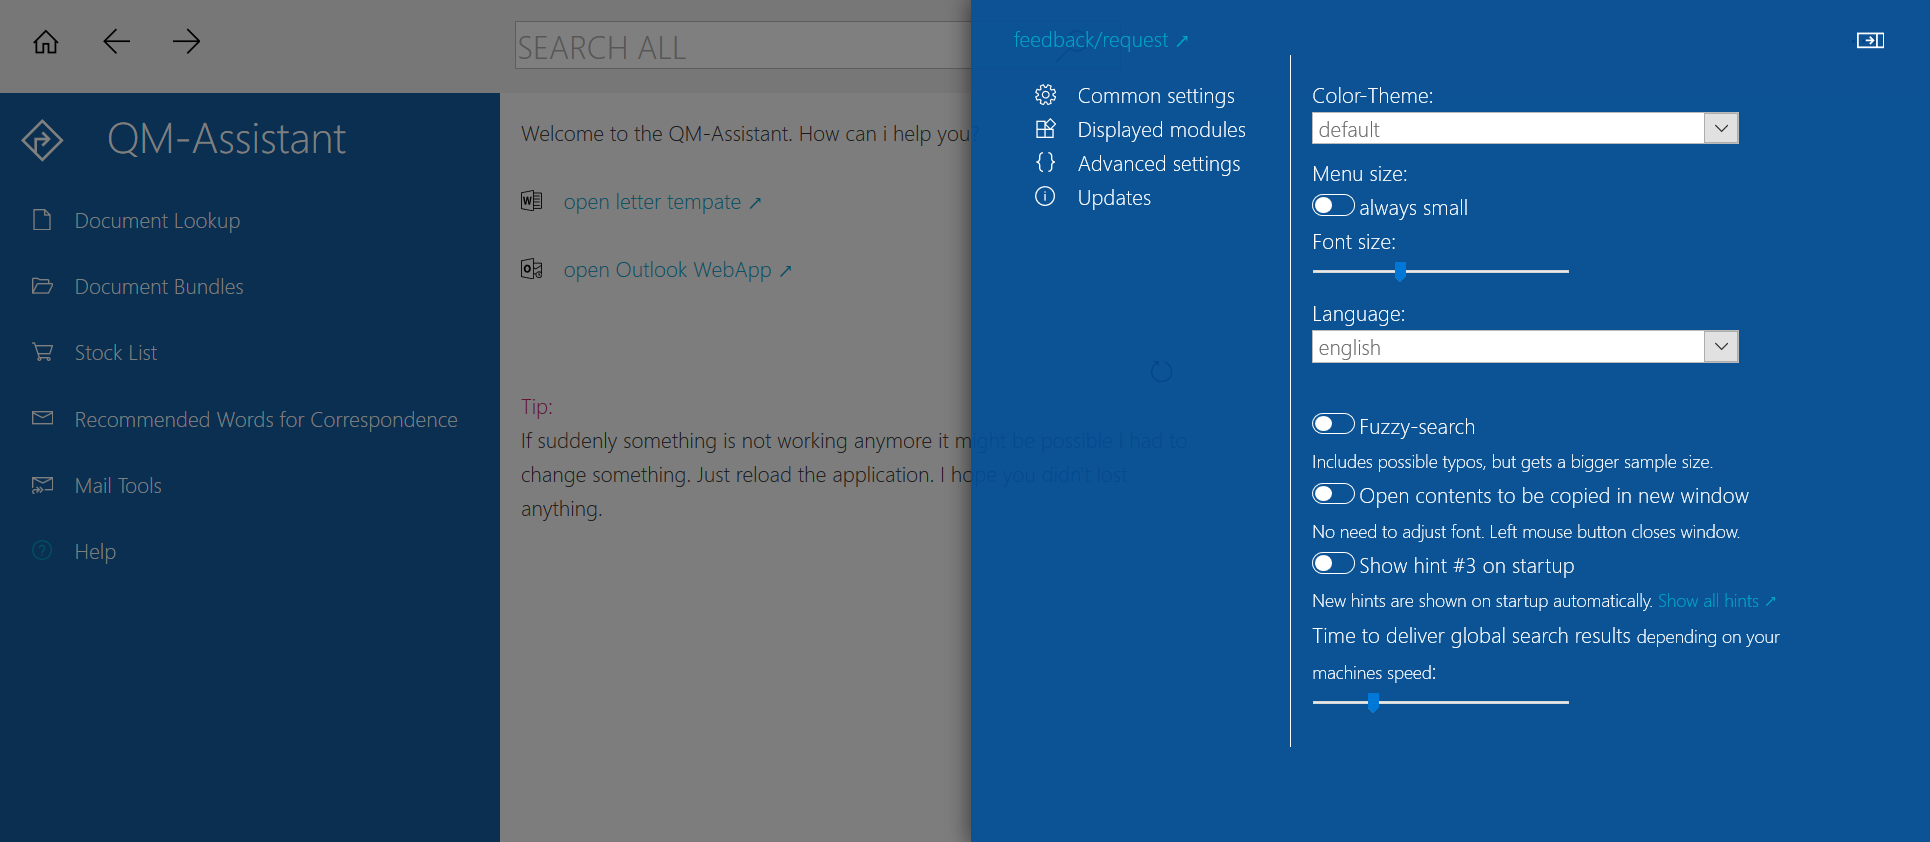 SEARCH ALL
QM-Assistant
Document Lookup
Document Bundles
Stock List
Recommended Words for Correspondence
Mail Tools
Help
Welcome to the QM-Assistant. How can i help you?
open letter tempate ↗
open Outlook WebApp ↗
Tip:
If suddenly something is not working anymore it might be possible I had to
change something. Just reload the application. I hope you didn't lost
anything.
feedback/request ↗
Common settings
Displayed modules
Advanced settings
Updates
Color-Theme:
default
Menu size:
always small
Font size:
Language:
english
Fuzzy-search
Includes possible typos, but gets a bigger sample size.
Open contents to be copied in new window
No need to adjust font. Left mouse button closes window.
Show hint #3 on startup
New hints are shown on startup automatically. Show all hints ↗
Time to deliver global search results depending on your
machines speed: